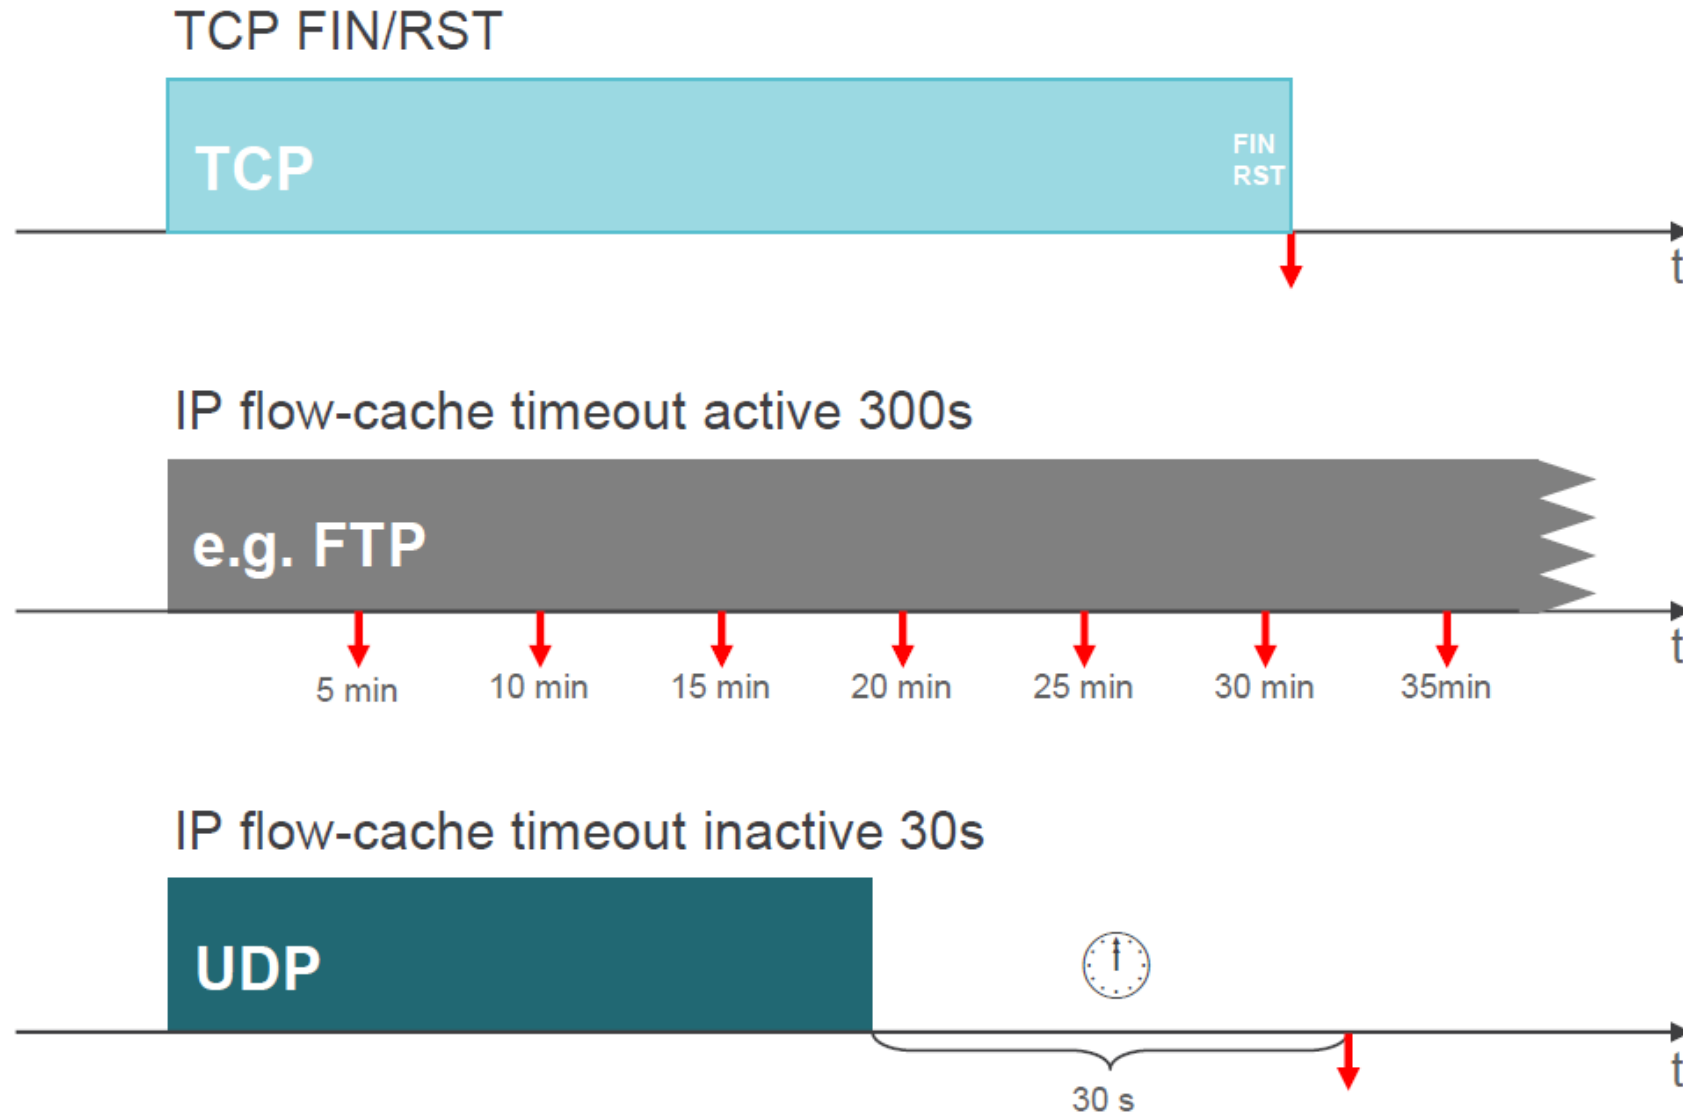 TCP FIN/RST
TCP
FIN
RST
t
IP flow-cache timeout active 300s
e.g. FTP
t
5 min 10 min 15 min 20 min 25 min 30 min 35min
IP flow-cache timeout inactive 30s
UDP
t
30 s